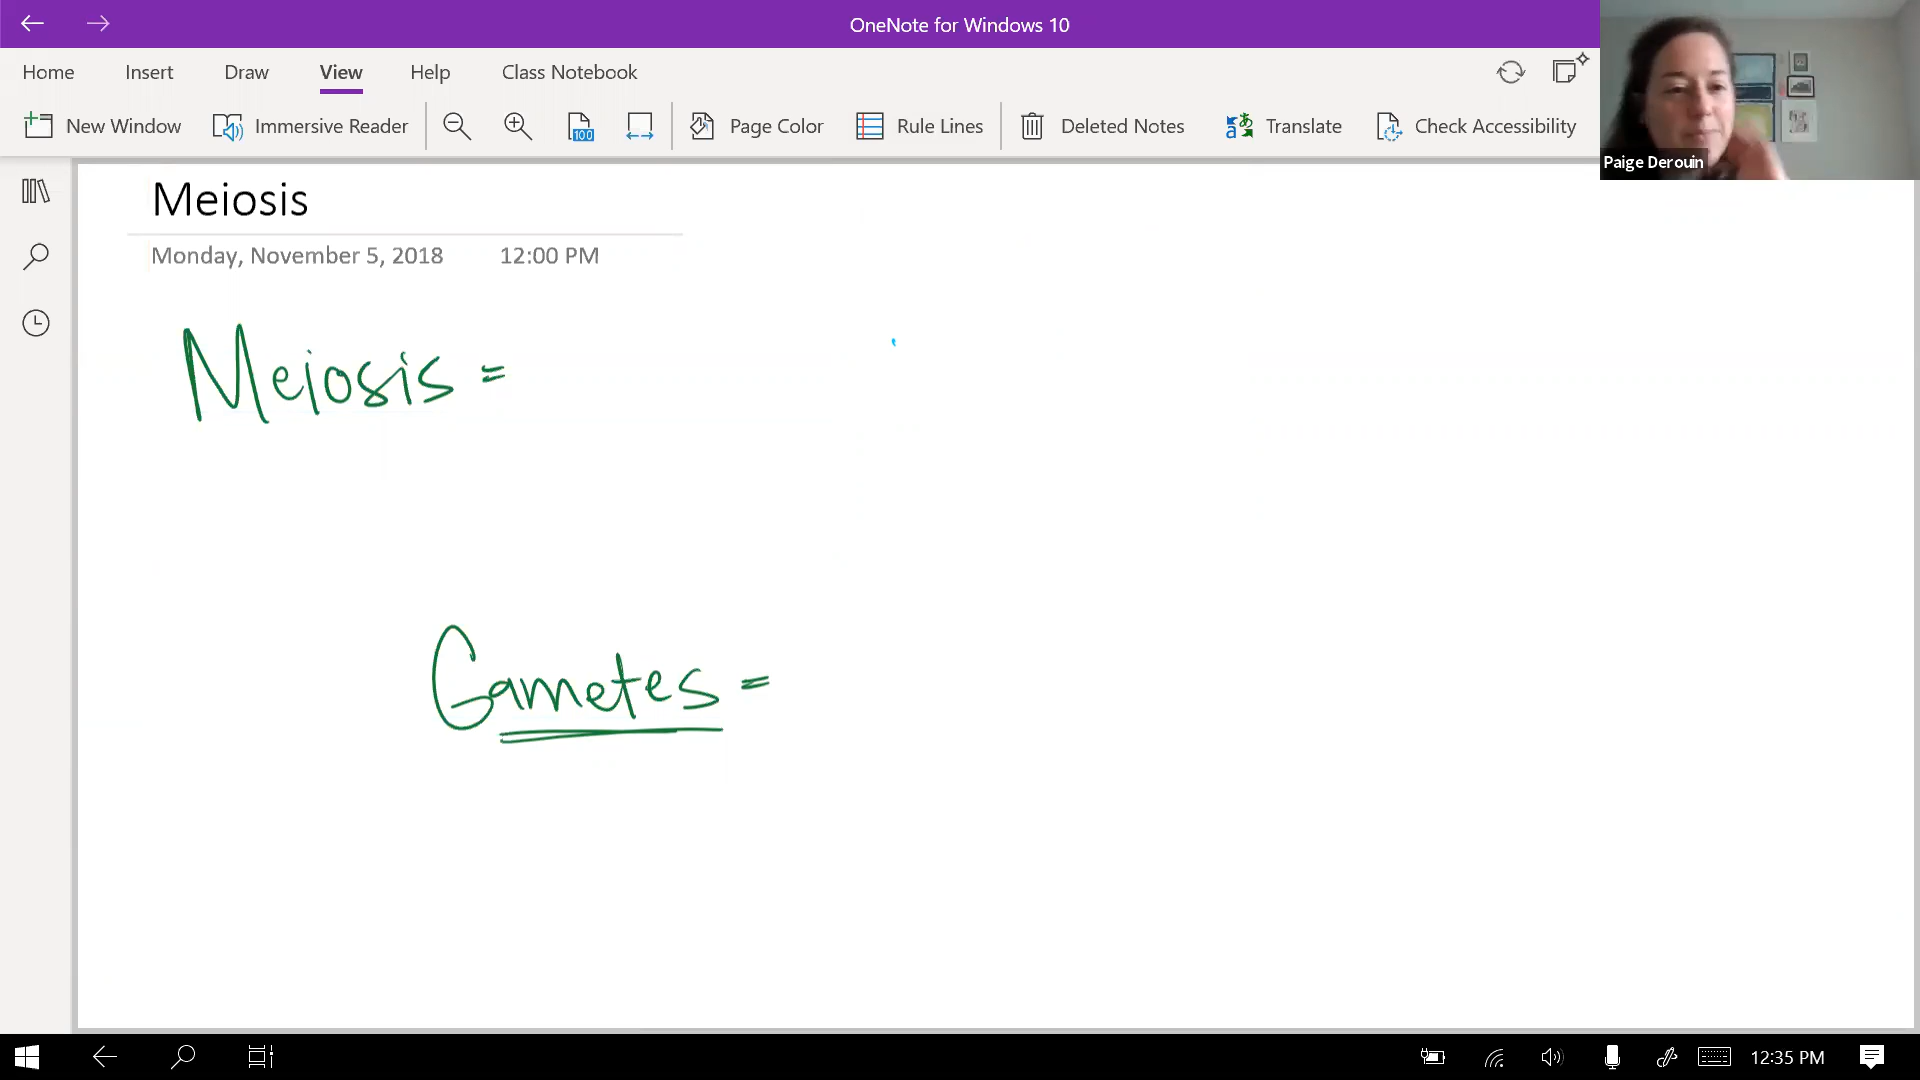 OneNote for Windows 10
Home Insert Draw View Help Class Notebook
New Window Immersive Reader 100 Page Color Rule Lines Deleted Notes Translate Check Accessibility
Paige Derouin
Meiosis
Monday, November 5, 2018 12:00 PM
Meiosis =
Gametes =
12:35 PM